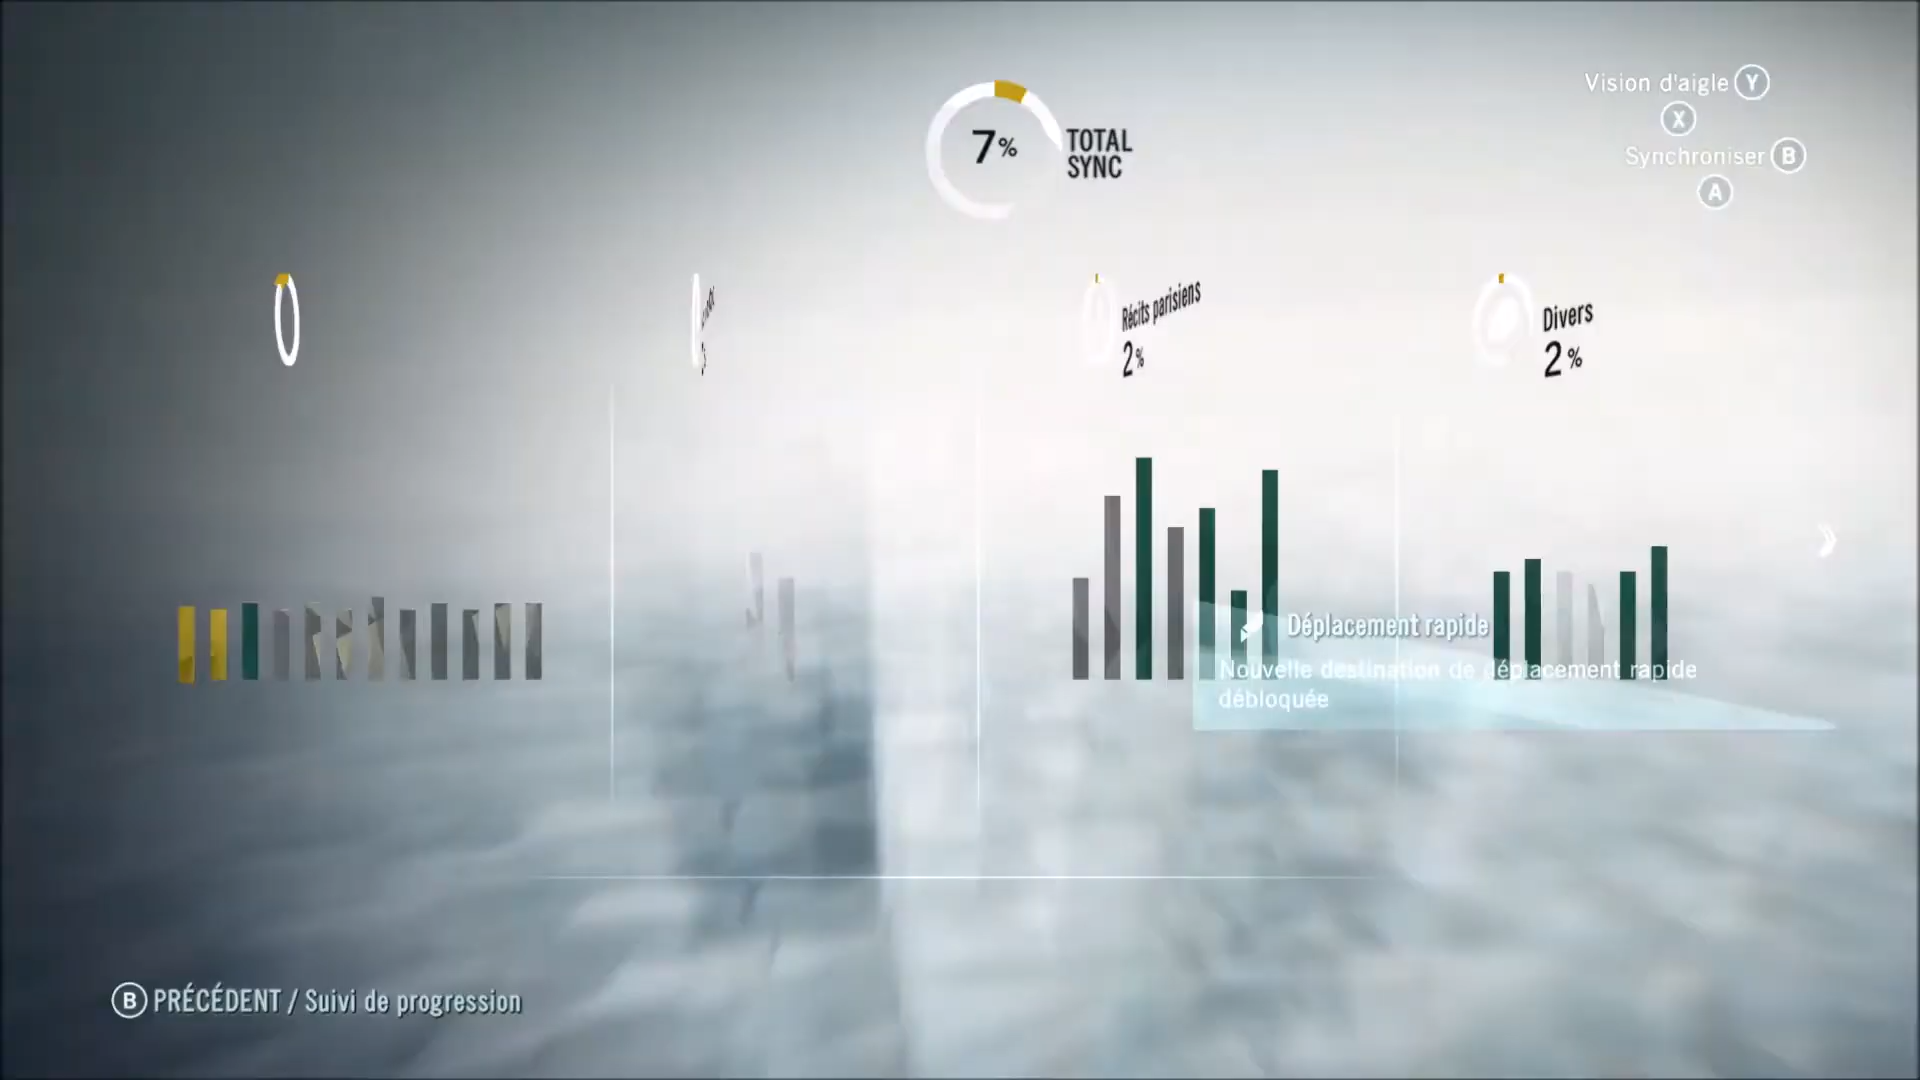 7%
TOTAL
SYNC
Vision d'aigle Y
X
Synchroniser B
A
Récits parisiens
2%
Divers
2%
Déplacement rapide
Nouvelle destination de déplacement rapide
débloquée
B PRÉCÉDENT / Suivi de progression